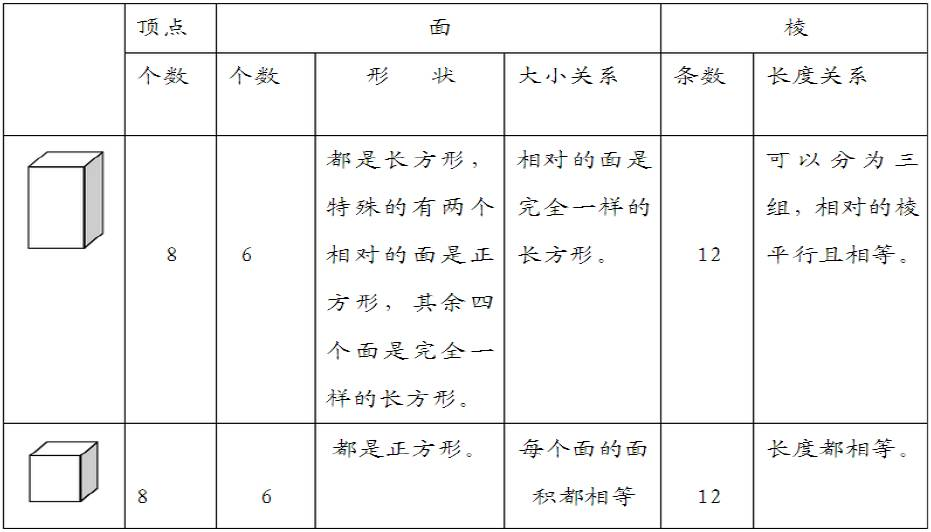 顶点 面 棱
个数 个数 形 状 大小关系 条数 长度关系
都是长方形，
特殊的有两个
相对的面是正
方形，其余四
个面是完全一
样的长方形。
相对的面是
完全一样的
长方形。
可以分为三
组，相对的棱
平行且相等。
8 6 12
都是正方形。
每个面的面
积都相等
长度都相等。
8 6 12